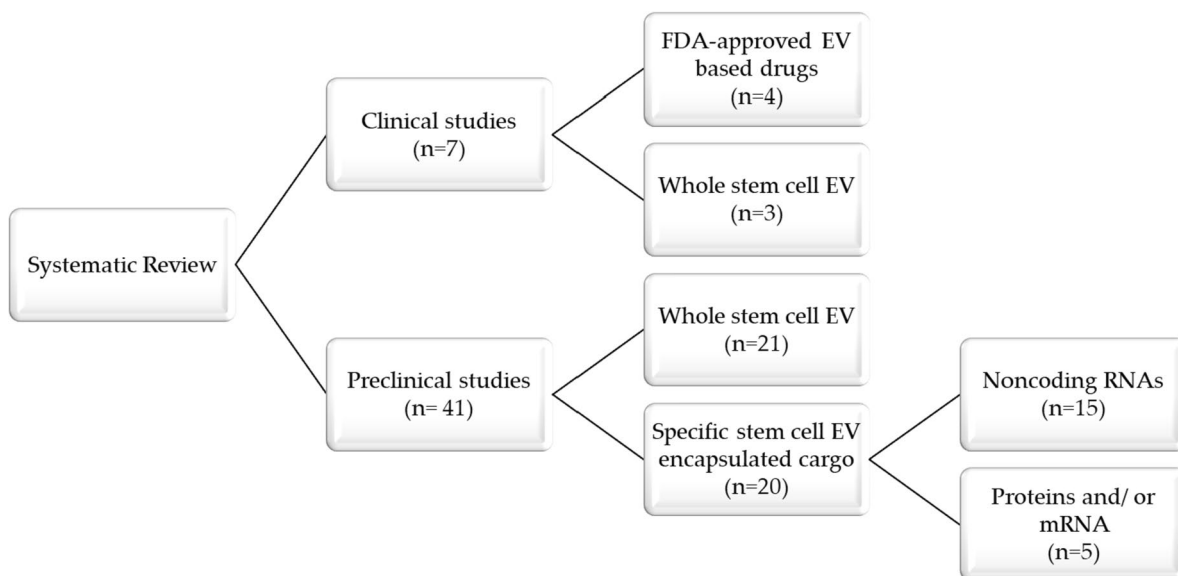 Systematic Review
Clinical studies
(n=7)
Preclinical studies
(n= 41)
FDA-approved EV
based drugs
(n=4)
Whole stem cell EV
(n=3)
Whole stem cell EV
(n=21)
Specific stem cell EV
encapsulated cargo
(n=20)
Noncoding RNAs
(n=15)
Proteins and/ or
mRNA
(n=5)